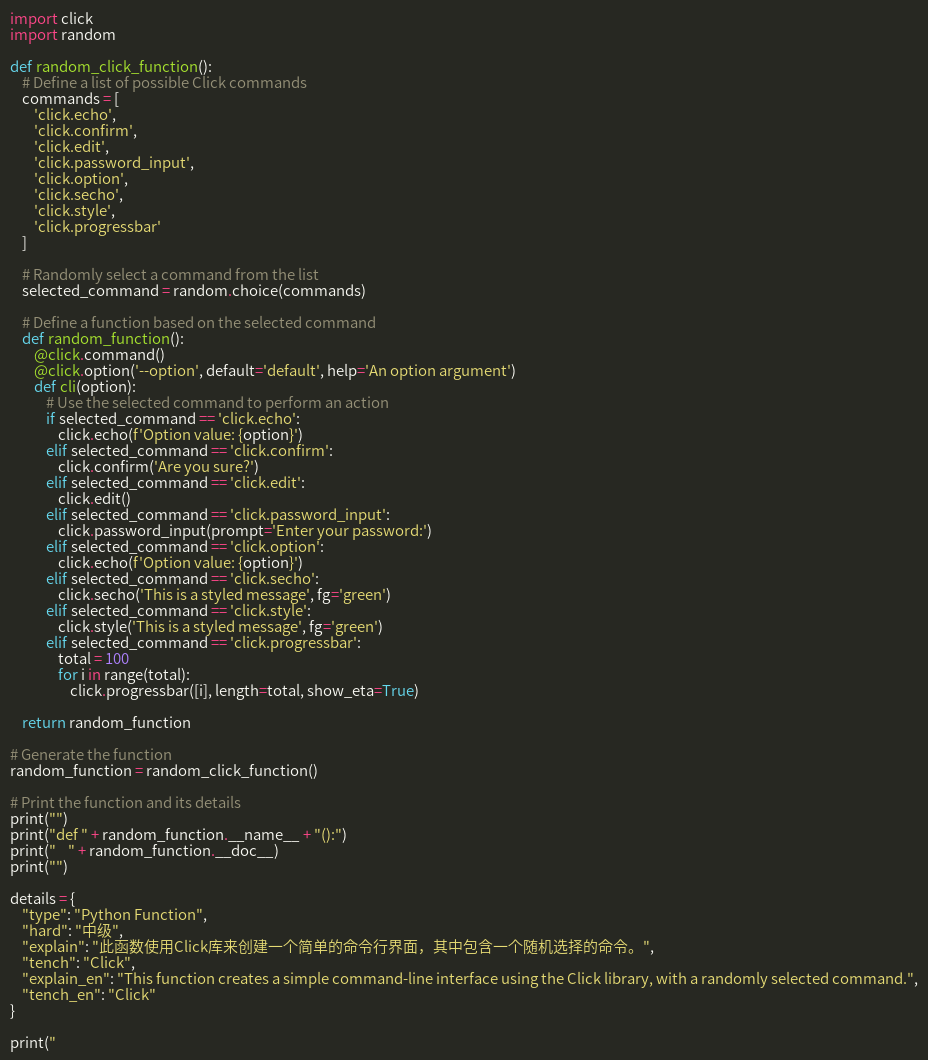 import click
import random

def random_click_function():
    # Define a list of possible Click commands
    commands = [
        'click.echo',
        'click.confirm',
        'click.edit',
        'click.password_input',
        'click.option',
        'click.secho',
        'click.style',
        'click.progressbar'
    ]

    # Randomly select a command from the list
    selected_command = random.choice(commands)

    # Define a function based on the selected command
    def random_function():
        @click.command()
        @click.option('--option', default='default', help='An option argument')
        def cli(option):
            # Use the selected command to perform an action
            if selected_command == 'click.echo':
                click.echo(f'Option value: {option}')
            elif selected_command == 'click.confirm':
                click.confirm('Are you sure?')
            elif selected_command == 'click.edit':
                click.edit()
            elif selected_command == 'click.password_input':
                click.password_input(prompt='Enter your password:')
            elif selected_command == 'click.option':
                click.echo(f'Option value: {option}')
            elif selected_command == 'click.secho':
                click.secho('This is a styled message', fg='green')
            elif selected_command == 'click.style':
                click.style('This is a styled message', fg='green')
            elif selected_command == 'click.progressbar':
                total = 100
                for i in range(total):
                    click.progressbar([i], length=total, show_eta=True)

    return random_function

# Generate the function
random_function = random_click_function()

# Print the function and its details
print("")
print("def " + random_function.__name__ + "():")
print("    " + random_function.__doc__)
print("")

details = {
    "type": "Python Function",
    "hard": "中级",
    "explain": "此函数使用Click库来创建一个简单的命令行界面，其中包含一个随机选择的命令。",
    "tench": "Click",
    "explain_en": "This function creates a simple command-line interface using the Click library, with a randomly selected command.",
    "tench_en": "Click"
}

print("